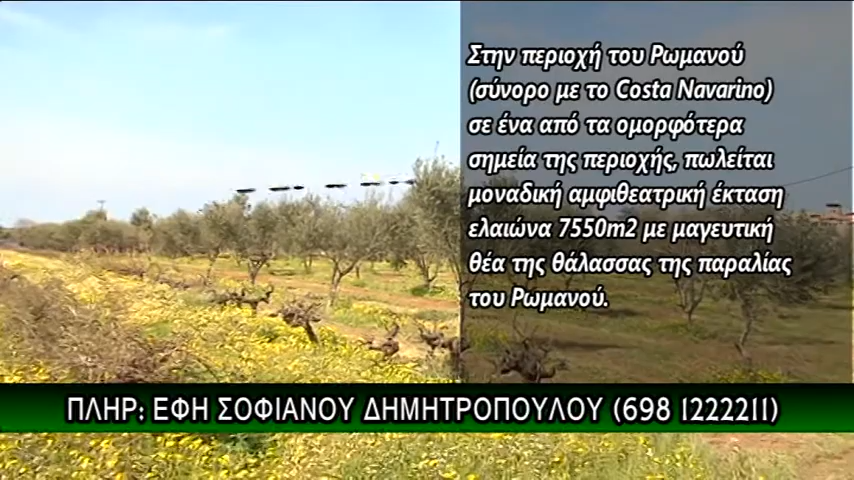 Στην περιοχή του Ρωμανού
(σύνορο με το Costa Navarino)
σε ένα από τα ομορφότερα
σημεία της περιοχής, πωλείται
μοναδική αμφιθεατρική έκταση
ελαιώνα 7550m2 με μαγευτική
θέα της θάλασσας της παραλίας
του Ρωμανού.
ΠΛΗΡ: ΕΦΗ ΣΟΦΙΑΝΟΥ ΔΗΜΗΤΡΟΠΟΥΛΟΥ (698 1222211)